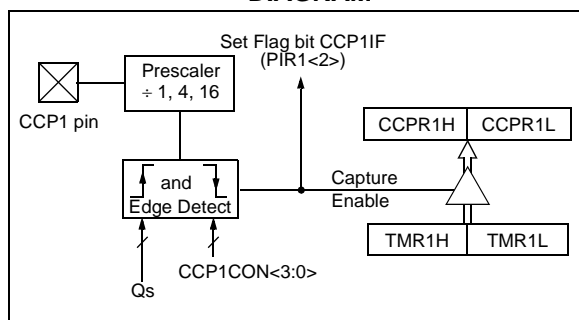 Set Flag bit CCP1IF
(PIR1<2>)
Prescaler
÷ 1, 4, 16
CCP1 pin
CCPR1H
CCPR1L
and
Edge Detect
Capture
Enable
TMR1H
TMR1L
CCP1CON<3:0>
Qs